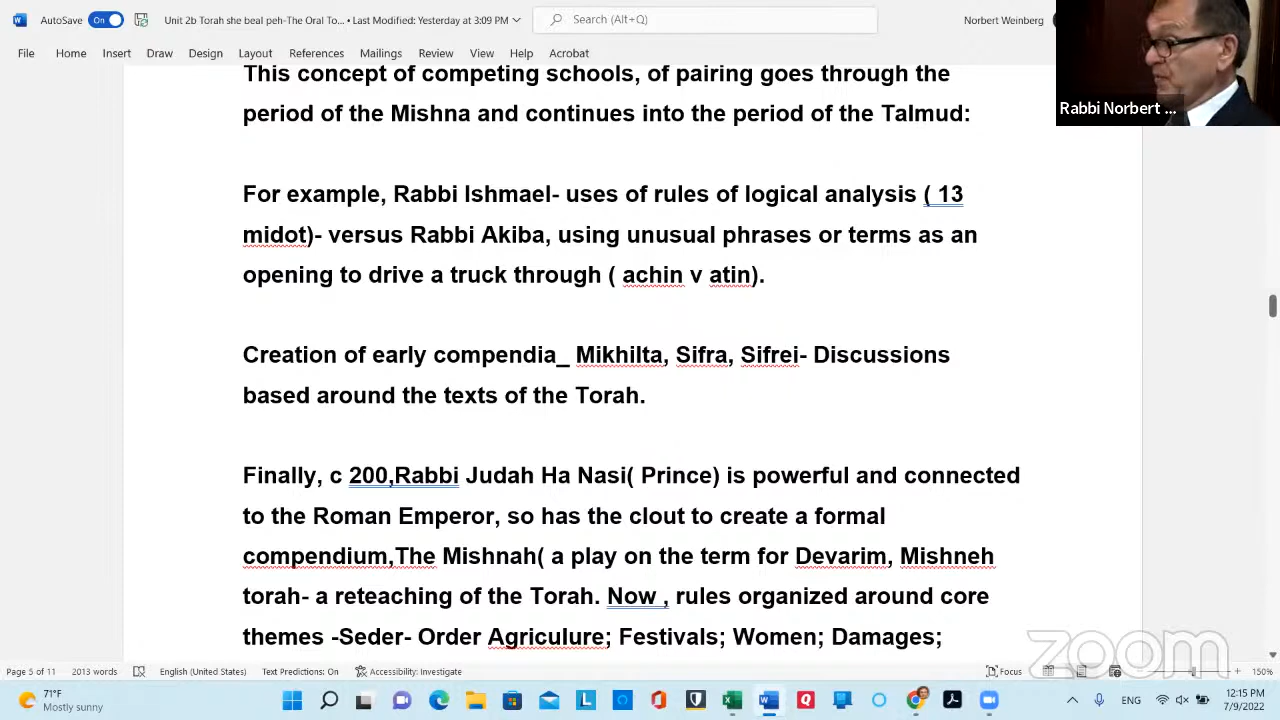 AutoSave On Unit 2b Torah she beal peh-The Oral To... • Last Modified: Yesterday at 3:09 PM Search (Alt+Q) Norbert Weinberg
File Home Insert Draw Design Layout References Mailings Review View Help Acrobat
Rabbi Norbert ...
This concept of competing schools, of pairing goes through the
period of the Mishna and continues into the period of the Talmud:
For example, Rabbi Ishmael- uses of rules of logical analysis ( 13
midot)- versus Rabbi Akiba, using unusual phrases or terms as an
opening to drive a truck through ( achin v atin).
Creation of early compendia_ Mikhilta, Sifra, Sifrei- Discussions
based around the texts of the Torah.
Finally, c 200,Rabbi Judah Ha Nasi( Prince) is powerful and connected
to the Roman Emperor, so has the clout to create a formal
compendium,The Mishnah( a play on the term for Devarim, Mishneh
torah- a reteaching of the Torah. Now , rules organized around core
themes -Seder- Order Agriculure; Festivals; Women; Damages;
zoom
Page 5 of 11 2013 words English (United States) Text Predictions: On Accessibility: Investigate Focus 150%
71°F
Mostly sunny
ENG
12:15 PM
7/9/2022